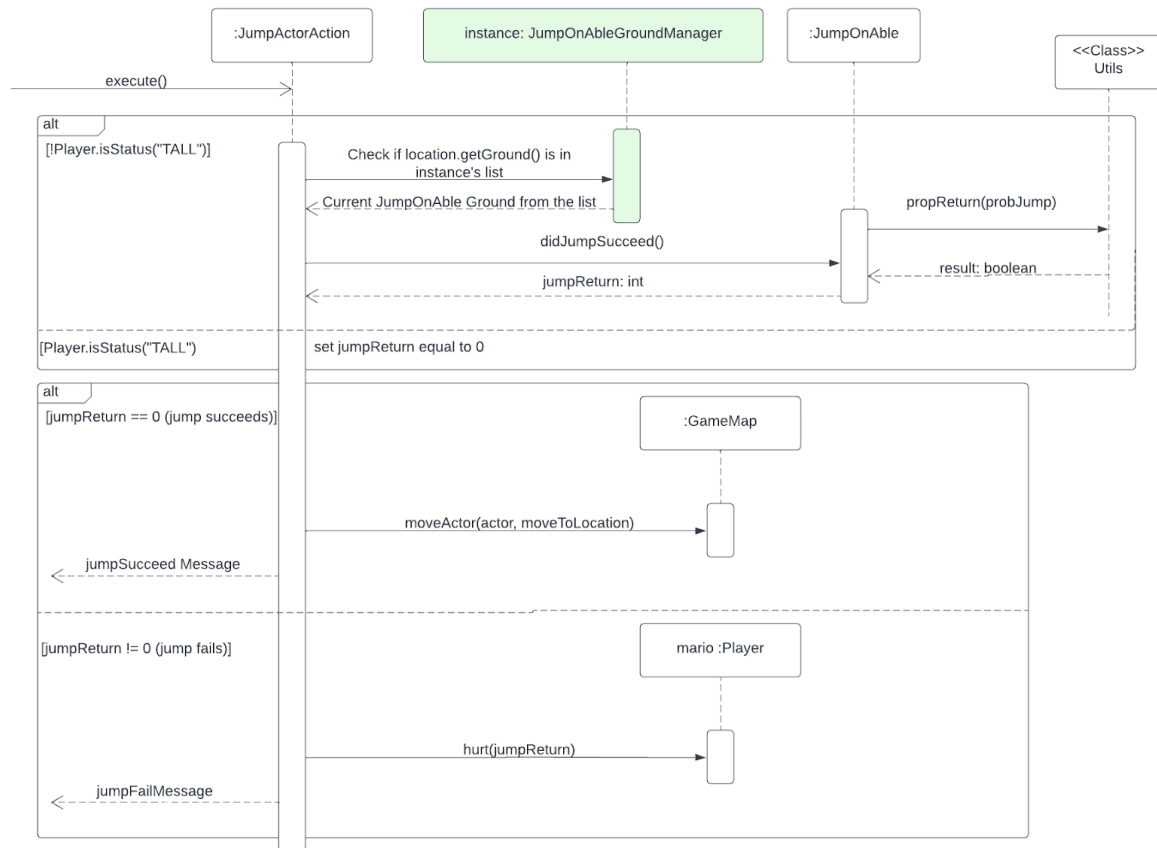 :JumpActorAction
instance: JumpOnAbleGroundManager
:JumpOnAble
<<Class>>
Utils
execute()
alt
[!Player.isStatus("TALL")]
Check if location.getGround() is in
instance's list
Current JumpOnAble Ground from the list
propReturn(probJump)
didJumpSucceed()
result: boolean
jumpReturn: int
[Player.isStatus("TALL")
set jumpReturn equal to 0
alt
[jumpReturn == 0 (jump succeeds)]
:GameMap
moveActor(actor, moveToLocation)
jumpSucceed Message
[jumpReturn != 0 (jump fails)]
mario :Player
hurt(jumpReturn)
jumpFailMessage